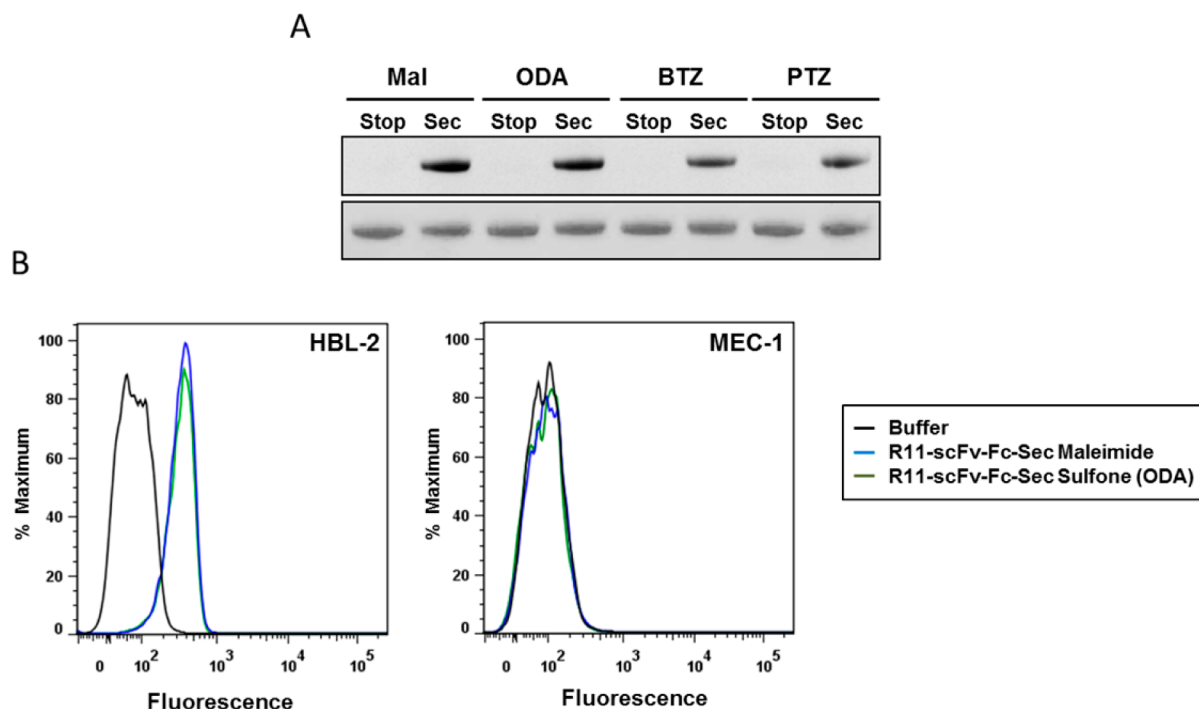 A
Mal ODA BTZ PTZ
Stop Sec Stop Sec Stop Sec Stop Sec
B
HBL-2
100
80
60
40
20
0
% Maximum
0 10² 10³ 10⁴ 10⁵
Fluorescence
MEC-1
100
80
60
40
20
0
% Maximum
0 10² 10³ 10⁴ 10⁵
Fluorescence
Buffer
R11-scFv-Fc-Sec Maleimide
R11-scFv-Fc-Sec Sulfone (ODA)